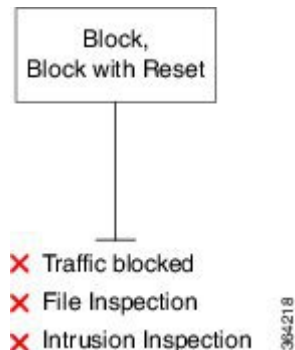 Block,
Block with Reset
Traffic blocked
File Inspection
Intrusion Inspection
364218